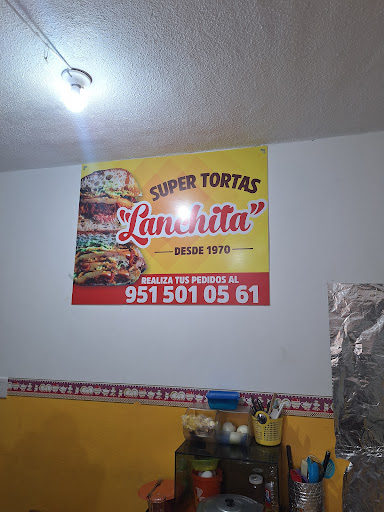 SUPER TORTAS
"Lanchita"
DESDE 1970
REALIZA TUS PEDIDOS AL
951 501 05 61